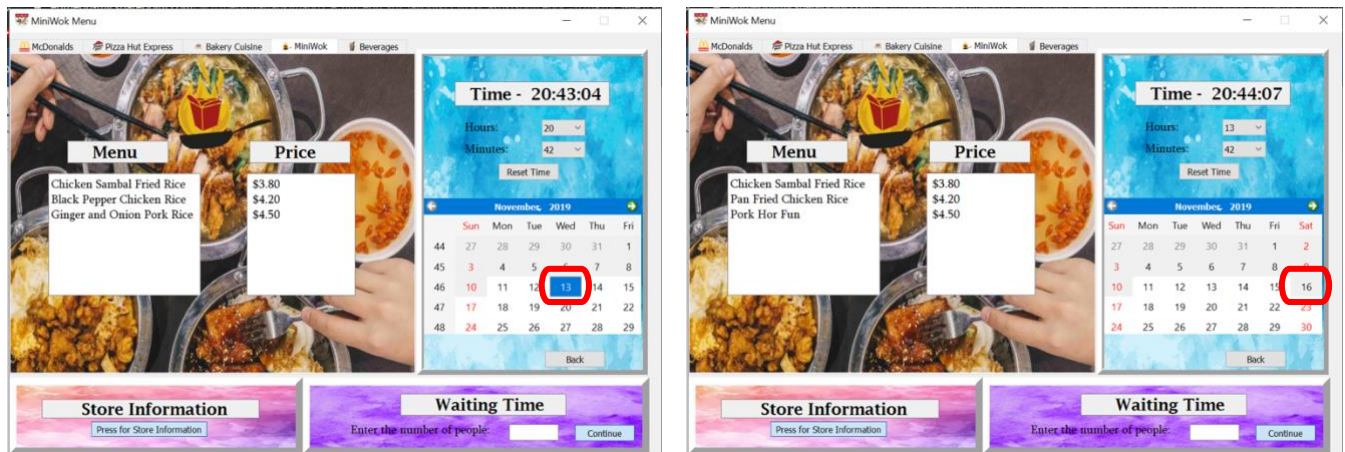 MiniWok Menu
McDonalds Pizza Hut Express Bakery Cuisine MiniWok Beverages
Time - 20:43:04
Hours: 20
Minutes: 42
Reset Time
Menu Price
Chicken Sambal Fried Rice $3.80
Black Pepper Chicken Rice $4.20
Ginger and Onion Pork Rice $4.50
November, 2019
Sun Mon Tue Wed Thu Fri
44 27 28 29 30 31 1
45 3 4 5 6 7 8
46 10 11 12 13 14 15
47 17 18 19 20 21 22
48 24 25 26 27 28 29
Back
Store Information
Press for Store Information
Waiting Time
Enter the number of people:
Continue
MiniWok Menu
McDonalds Pizza Hut Express Bakery Cuisine MiniWok Beverages
Time - 20:44:07
Hours: 13
Minutes: 42
Reset Time
Menu Price
Chicken Sambal Fried Rice $3.80
Pan Fried Chicken Rice $4.20
Pork Hor Fun $4.50
November, 2019
Sun Mon Tue Wed Thu Fri Sat
27 28 29 30 31 1 2
3 4 5 6 7 8 9
10 11 12 13 14 15 16
17 18 19 20 21 22 23
24 25 26 27 28 29 30
Back
Store Information
Press for Store Information
Waiting Time
Enter the number of people:
Continue